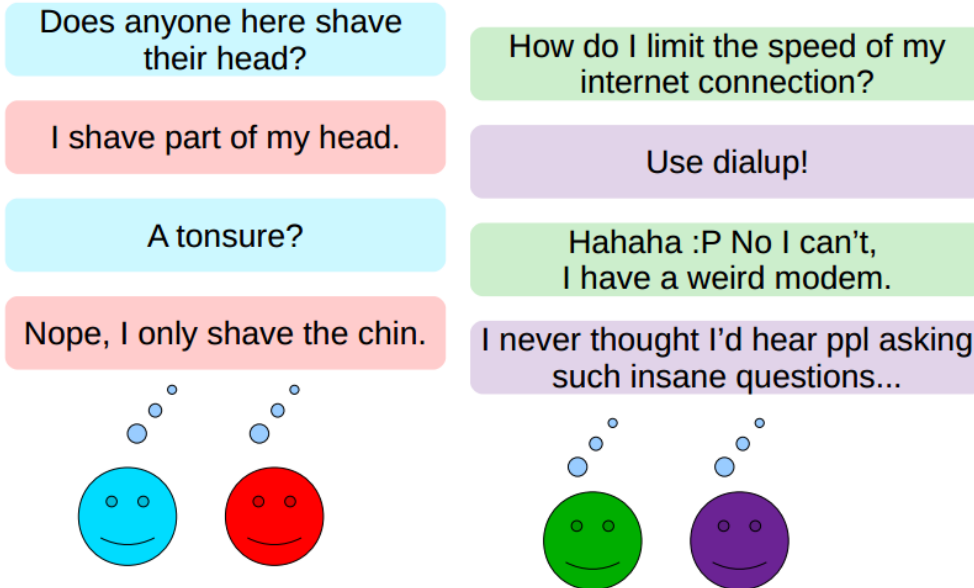 Does anyone here shave
their head?
I shave part of my head.
A tonsure?
Nope, I only shave the chin.
How do I limit the speed of my
internet connection?
Use dialup!
Hahaha :P No I can’t,
I have a weird modem.
I never thought I’d hear ppl asking
such insane questions...